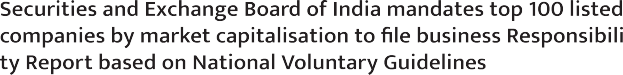 Securities and Exchange Board of India mandates top 100 listed
companies by market capitalisation to file business Responsibili
ty Report based on National Voluntary Guidelines